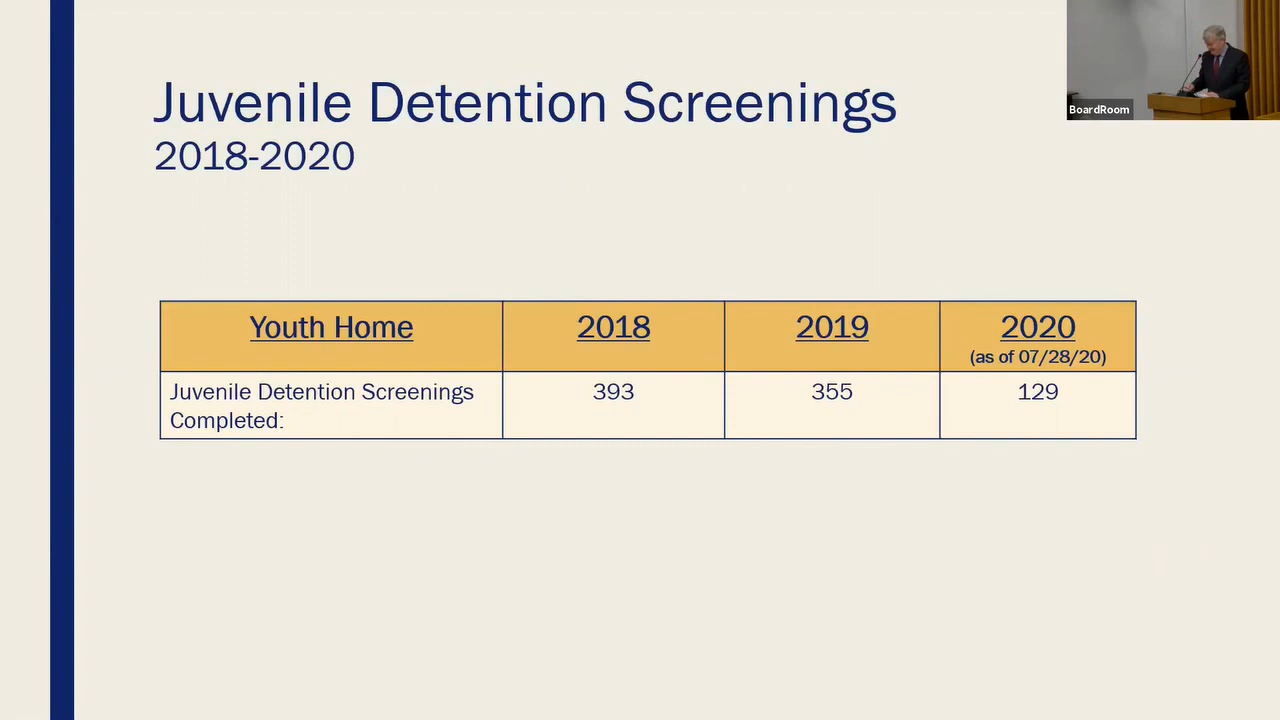 Juvenile Detention Screenings
2018-2020
BoardRoom
Youth Home
2018
2019
2020
(as of 07/28/20)
Juvenile Detention Screenings
Completed:
393
355
129